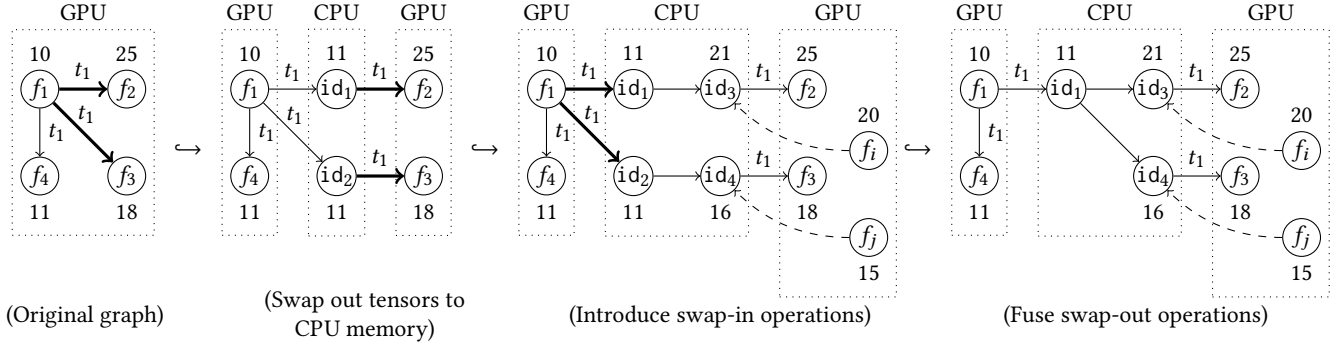 GPU GPU CPU GPU GPU CPU GPU GPU CPU GPU
10 25 10 11 25 10 11 21 25 10 11 21 25
f₁ t₁ f₂ f₁ t₁ id₁ t₁ f₂ f₁ t₁ id₁ id₃ t₁ f₂ f₁ t₁ id₁ id₃ t₁ f₂
t₁ t₁ t₁ t₁ t₁ t₁ t₁
20 20
↪ ↪ fᵢ ↪ fᵢ
t₁ t₁ t₁
f₄ f₃ f₄ id₂ f₃ f₄ id₂ id₄ f₃ f₄ id₄ f₃
11 18 11 11 18 11 11 16 18 11 16 18
fⱼ fⱼ
15 15
(Original graph) (Swap out tensors to (Introduce swap-in operations) (Fuse swap-out operations)
CPU memory)